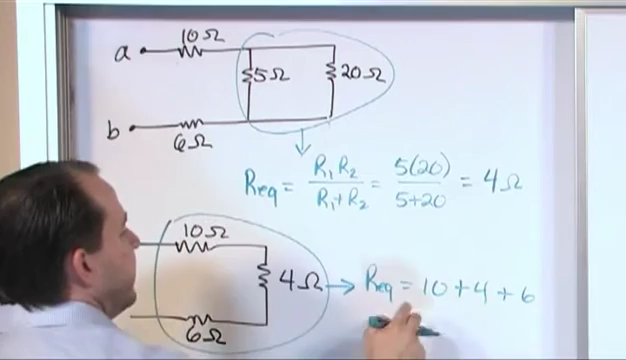 10Ω
a
5Ω 20Ω
b
6Ω
Req = R₁R₂ / R₁+R₂ = 5(20) / 5+20 = 4Ω
10Ω
4Ω → Req = 10+4+6
6Ω